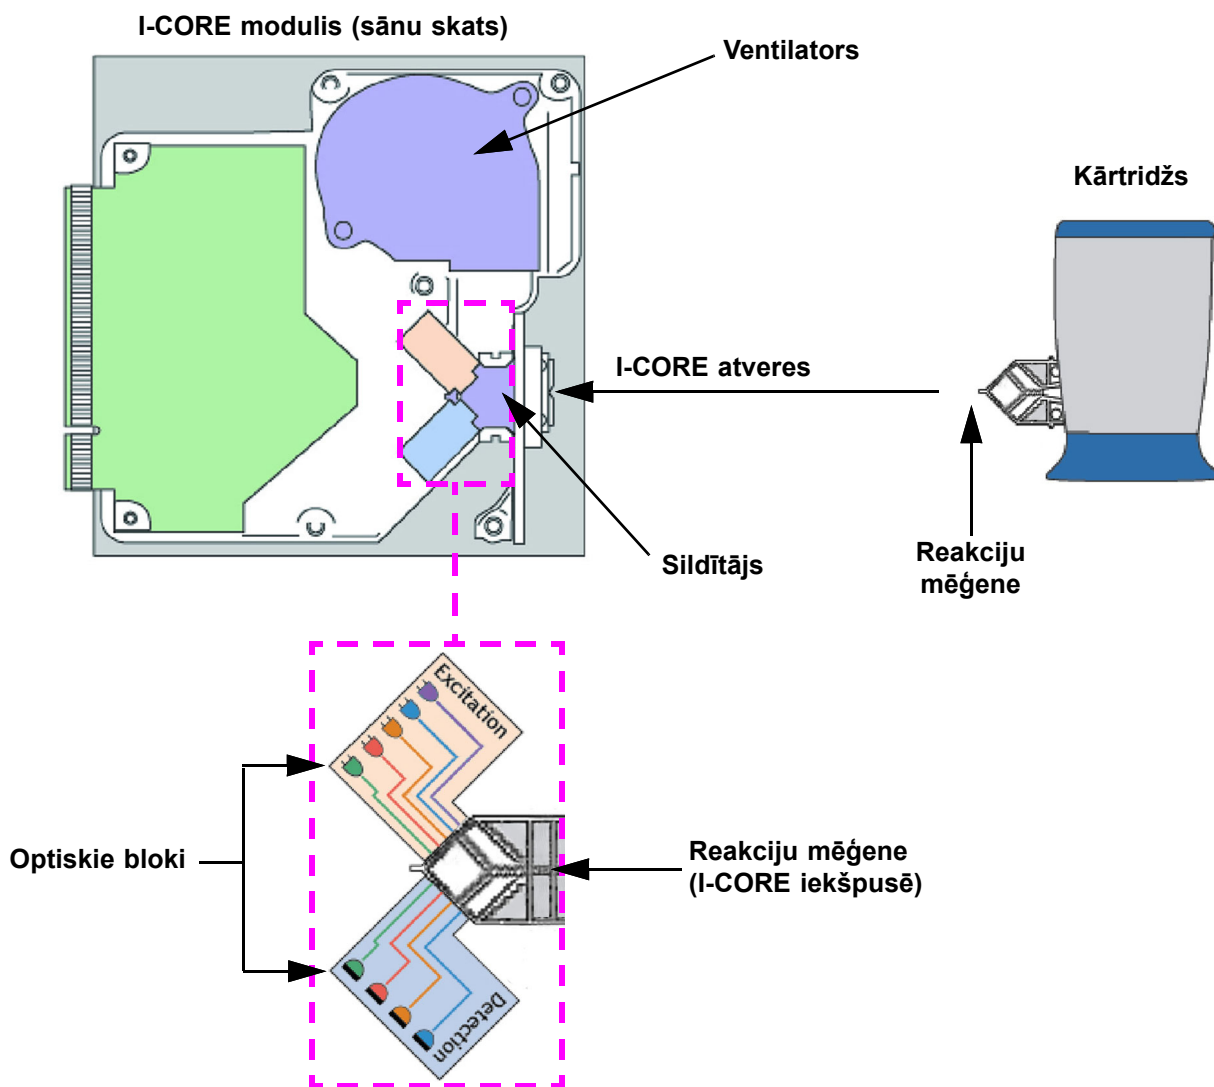 I-CORE modulis (sānu skats)
Ventilators
Kārtridžs
I-CORE atveres
Sildītājs
Reakciju
mēģene
Excitation
Optiskie bloki
Reakciju mēģene
(I-CORE iekšpusē)
Detection